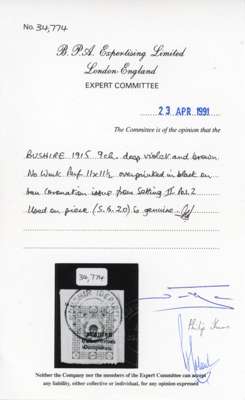 No. 34,774
B.P.A. Expertising Limited
London-England
EXPERT COMMITTEE
23 APR 1991
The Committee is of the opinion that the
BUSHIRE 1915 9ch. deep violet and brown
No Wmk Perf 11x11½ overprinted in black on
Iran Coronation issue from Setting II Pos. 2
Used on piece (S.G.20) is genuine.
34,774
Philip
Neither the Company nor the members of the Expert Committee can accept
any liability, either collective or individual, for any opinion expressed.